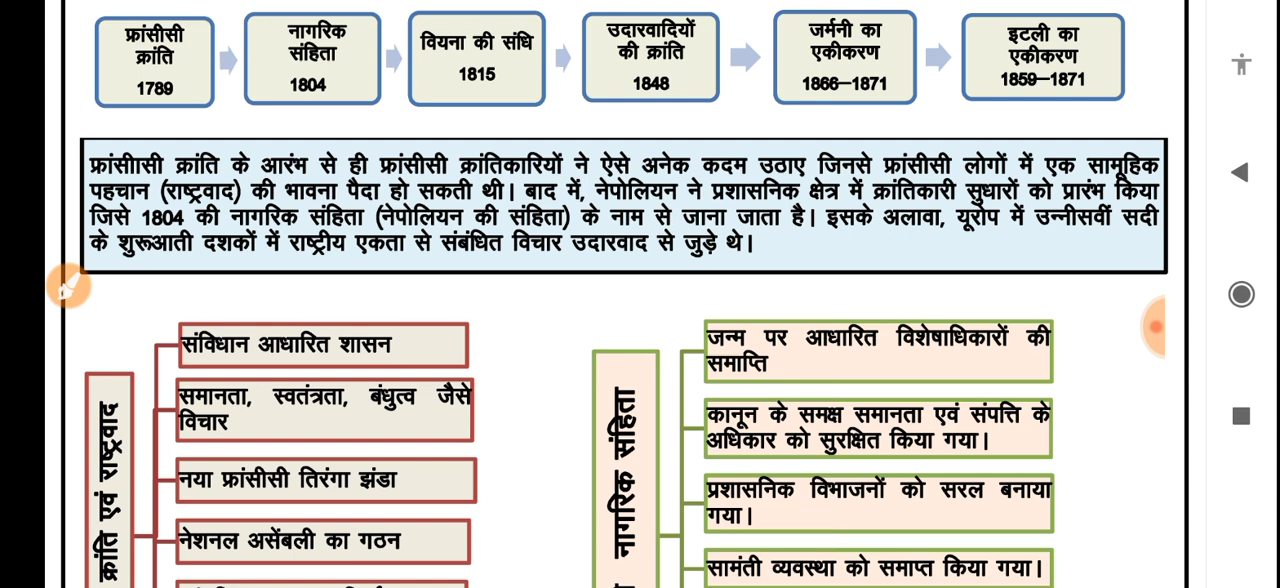 फ्रांसीसी
क्रांति
1789
नागरिक
संहिता
1804
वियना की संधि
1815
उदारवादियों
की क्रांति
1848
जर्मनी का
एकीकरण
1866–1871
इटली का
एकीकरण
1859–1871
फ्रांसीासी क्रांति के आरंभ से ही फ्रांसीसी क्रांतिकारियों ने ऐसे अनेक कदम उठाए जिनसे फ्रांसीसी लोगों में एक सामूहिक
पहचान (राष्ट्रवाद) की भावना पैदा हो सकती थी। बाद में, नेपोलियन ने प्रशासनिक क्षेत्र में क्रांतिकारी सुधारों को प्रारंभ किया
जिसे 1804 की नागरिक संहिता (नेपोलियन की संहिता) के नाम से जाना जाता है। इसके अलावा, यूरोप में उन्नीसवीं सदी
के शुरूआती दशकों में राष्ट्रीय एकता से संबंधित विचार उदारवाद से जुड़े थे।
क्रांति एवं राष्ट्रवाद
संविधान आधारित शासन
समानता, स्वतंत्रता, बंधुत्व जैसे
विचार
नया फ्रांसीसी तिरंगा झंडा
नेशनल असेंबली का गठन
नागरिक संहिता
जन्म पर आधारित विशेषाधिकारों की
समाप्ति
कानून के समक्ष समानता एवं संपत्ति के
अधिकार को सुरक्षित किया गया।
प्रशासनिक विभाजनों को सरल बनाया
गया।
सामंती व्यवस्था को समाप्त किया गया।